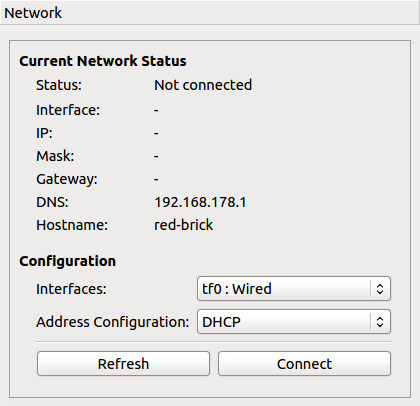 Network
Current Network Status
Status: Not connected
Interface: -
IP: -
Mask: -
Gateway: -
DNS: 192.168.178.1
Hostname: red-brick
Configuration
Interfaces: tf0 : Wired
Address Configuration: DHCP
Refresh Connect